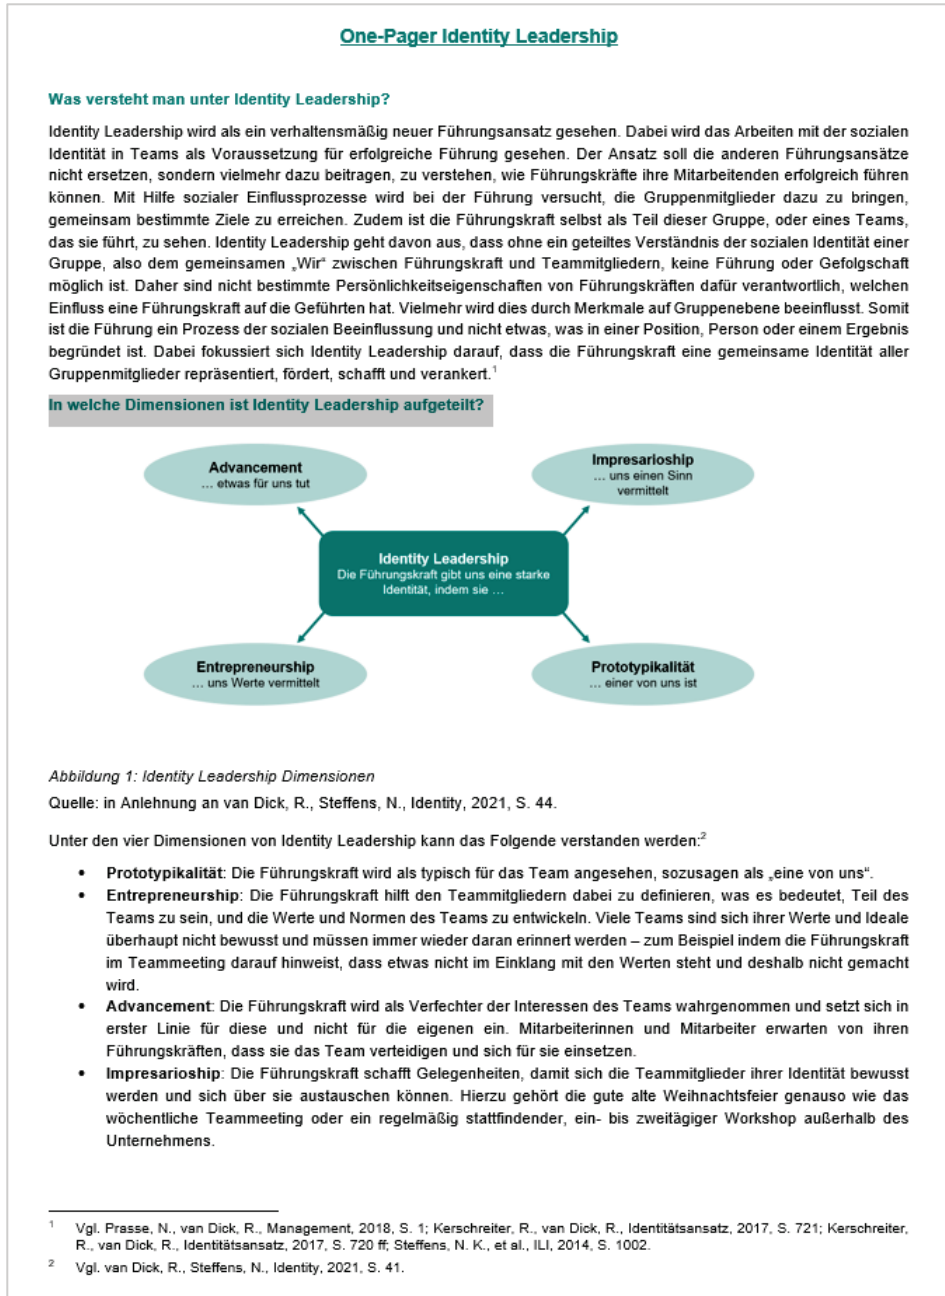 One-Pager Identity Leadership
Was versteht man unter Identity Leadership?
Identity Leadership wird als ein verhaltensmäßig neuer Führungsansatz gesehen. Dabei wird das Arbeiten mit der sozialen
Identität in Teams als Voraussetzung für erfolgreiche Führung gesehen. Der Ansatz soll die anderen Führungsansätze
nicht ersetzen, sondern vielmehr dazu beitragen, zu verstehen, wie Führungskräfte ihre Mitarbeitenden erfolgreich führen
können. Mit Hilfe sozialer Einflussprozesse wird bei der Führung versucht, die Gruppenmitglieder dazu zu bringen,
gemeinsam bestimmte Ziele zu erreichen. Zudem ist die Führungskraft selbst als Teil dieser Gruppe, oder eines Teams,
das sie führt, zu sehen. Identity Leadership geht davon aus, dass ohne ein geteiltes Verständnis der sozialen Identität einer
Gruppe, also dem gemeinsamen „Wir“ zwischen Führungskraft und Teammitgliedern, keine Führung oder Gefolgschaft
möglich ist. Daher sind nicht bestimmte Persönlichkeitseigenschaften von Führungskräften dafür verantwortlich, welchen
Einfluss eine Führungskraft auf die Geführten hat. Vielmehr wird dies durch Merkmale auf Gruppenebene beeinflusst. Somit
ist die Führung ein Prozess der sozialen Beeinflussung und nicht etwas, was in einer Position, Person oder einem Ergebnis
begründet ist. Dabei fokussiert sich Identity Leadership darauf, dass die Führungskraft eine gemeinsame Identität aller
Gruppenmitglieder repräsentiert, fördert, schafft und verankert.1
In welche Dimensionen ist Identity Leadership aufgeteilt?
Advancement
… etwas für uns tut
Impresarioship
… uns einen Sinn
vermittelt
Identity Leadership
Die Führungskraft gibt uns eine starke
Identität, indem sie …
Entrepreneurship
… uns Werte vermittelt
Prototypikalität
… einer von uns ist
Abbildung 1: Identity Leadership Dimensionen
Quelle: in Anlehnung an van Dick, R., Steffens, N., Identity, 2021, S. 44.
Unter den vier Dimensionen von Identity Leadership kann das Folgende verstanden werden:2
• Prototypikalität: Die Führungskraft wird als typisch für das Team angesehen, sozusagen als „eine von uns“.
• Entrepreneurship: Die Führungskraft hilft den Teammitgliedern dabei zu definieren, was es bedeutet, Teil des
Teams zu sein, und die Werte und Normen des Teams zu entwickeln. Viele Teams sind sich ihrer Werte und Ideale
überhaupt nicht bewusst und müssen immer wieder daran erinnert werden – zum Beispiel indem die Führungskraft
im Teammeeting darauf hinweist, dass etwas nicht im Einklang mit den Werten steht und deshalb nicht gemacht
wird.
• Advancement: Die Führungskraft wird als Verfechter der Interessen des Teams wahrgenommen und setzt sich in
erster Linie für diese und nicht für die eigenen ein. Mitarbeiterinnen und Mitarbeiter erwarten von ihren
Führungskräften, dass sie das Team verteidigen und sich für sie einsetzen.
• Impresarioship: Die Führungskraft schafft Gelegenheiten, damit sich die Teammitglieder ihrer Identität bewusst
werden und sich über sie austauschen können. Hierzu gehört die gute alte Weihnachtsfeier genauso wie das
wöchentliche Teammeeting oder ein regelmäßig stattfindender, ein- bis zweitägiger Workshop außerhalb des
Unternehmens.
1 Vgl. Prasse, N., van Dick, R., Management, 2018, S. 1; Kerschreiter, R., van Dick, R., Identitätsansatz, 2017, S. 721; Kerschreiter,
R., van Dick, R., Identitätsansatz, 2017, S. 720 ff; Steffens, N. K., et al., ILI, 2014, S. 1002.
2 Vgl. van Dick, R., Steffens, N., Identity, 2021, S. 41.